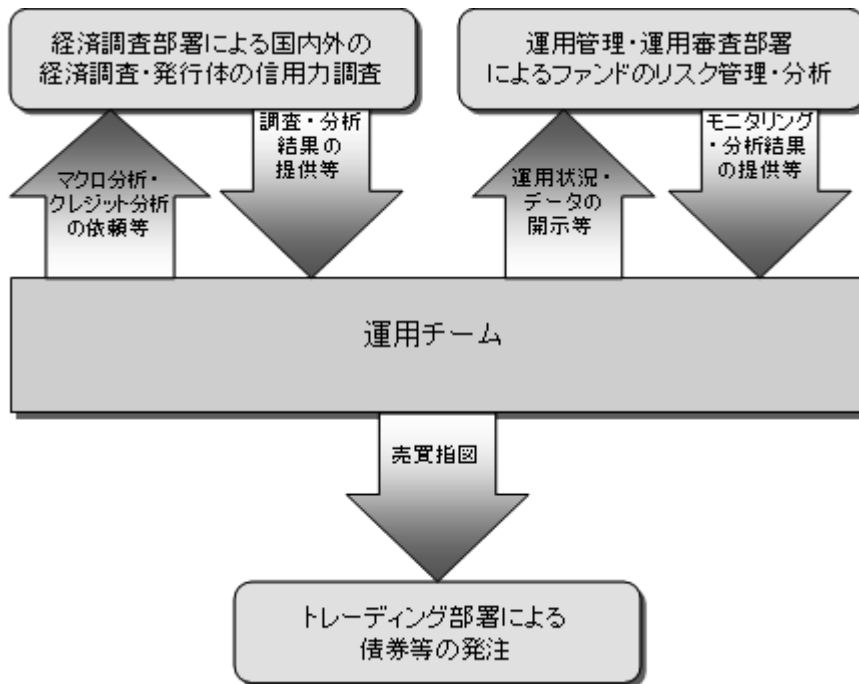 経済調査部署による国内外の
経済調査・発行体の信用力調査
運用管理・運用審査部署
によるファンドのリスク管理・分析
マクロ分析・
クレジット分析
の依頼等
調査・分析
結果の
提供等
運用状況・
データの
開示等
モニタリング
・分析結果
の提供等
運用チーム
売買指図
トレーディング部署による
債券等の発注